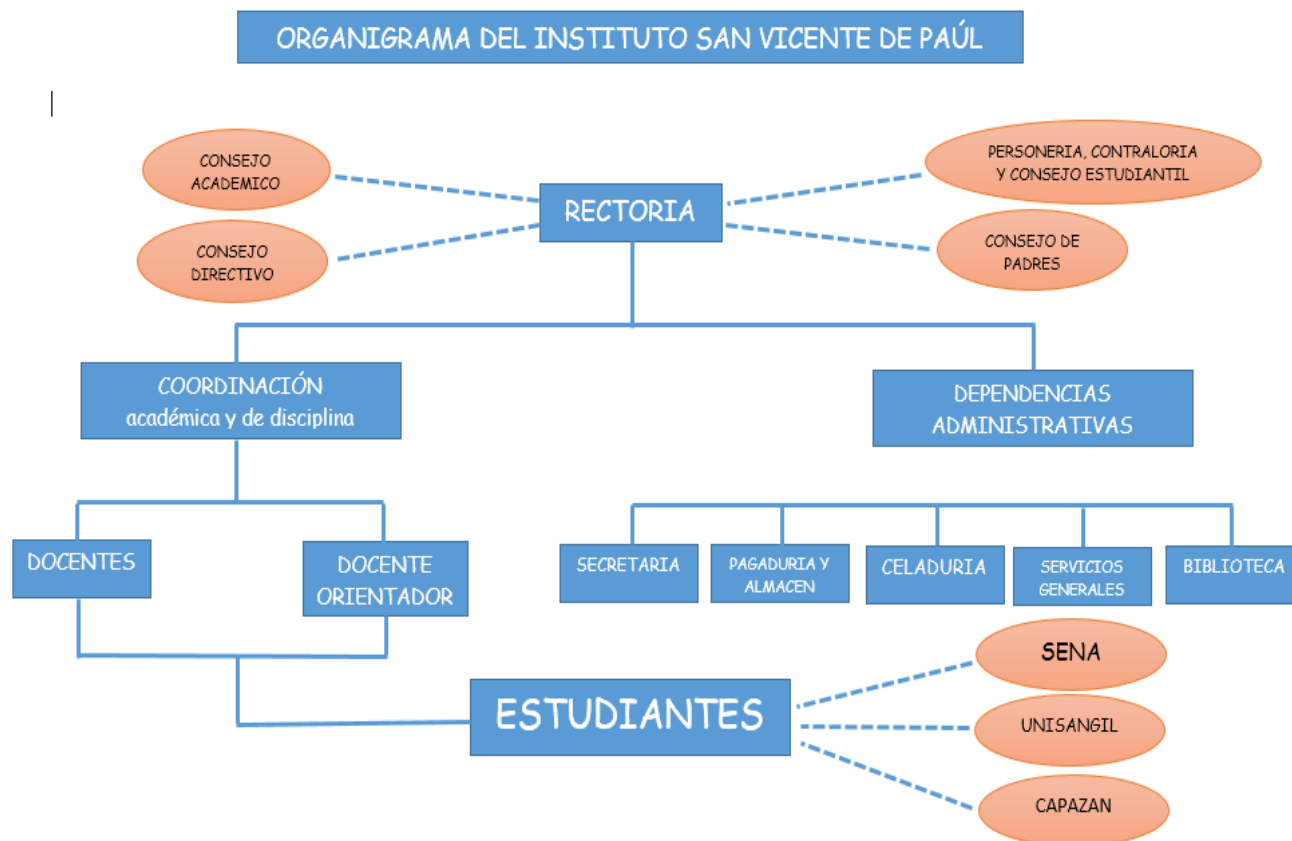 ORGANIGRAMA DEL INSTITUTO SAN VICENTE DE PAÚL
CONSEJO
ACADEMICO
PERSONERIA, CONTRALORIA
Y CONSEJO ESTUDIANTIL
RECTORIA
CONSEJO
DIRECTIVO
CONSEJO DE
PADRES
COORDINACIÓN
académica y de disciplina
DEPENDENCIAS
ADMINISTRATIVAS
DOCENTES
DOCENTE
ORIENTADOR
SECRETARIA
PAGADURIA Y
ALMACEN
CELADURIA
SERVICIOS
GENERALES
BIBLIOTECA
ESTUDIANTES
SENA
UNISANGIL
CAPAZAN